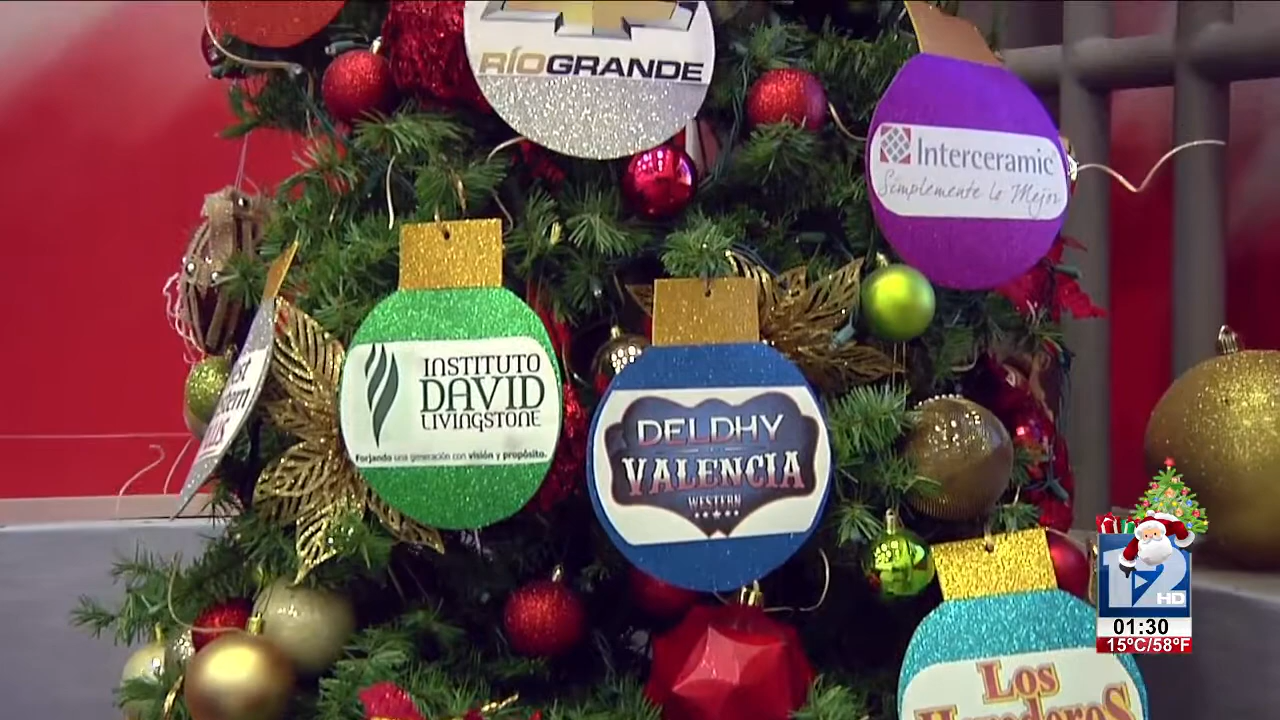 RÍOGRANDE
Interceramic
Simplemente lo Mejor
INSTITUTO
DAVID
LIVINGSTONE
Forjando una generación con visión y propósito.
DELDHY
VALENCIA
WESTERN
Los
12
HD
01:30
15°C/58°F